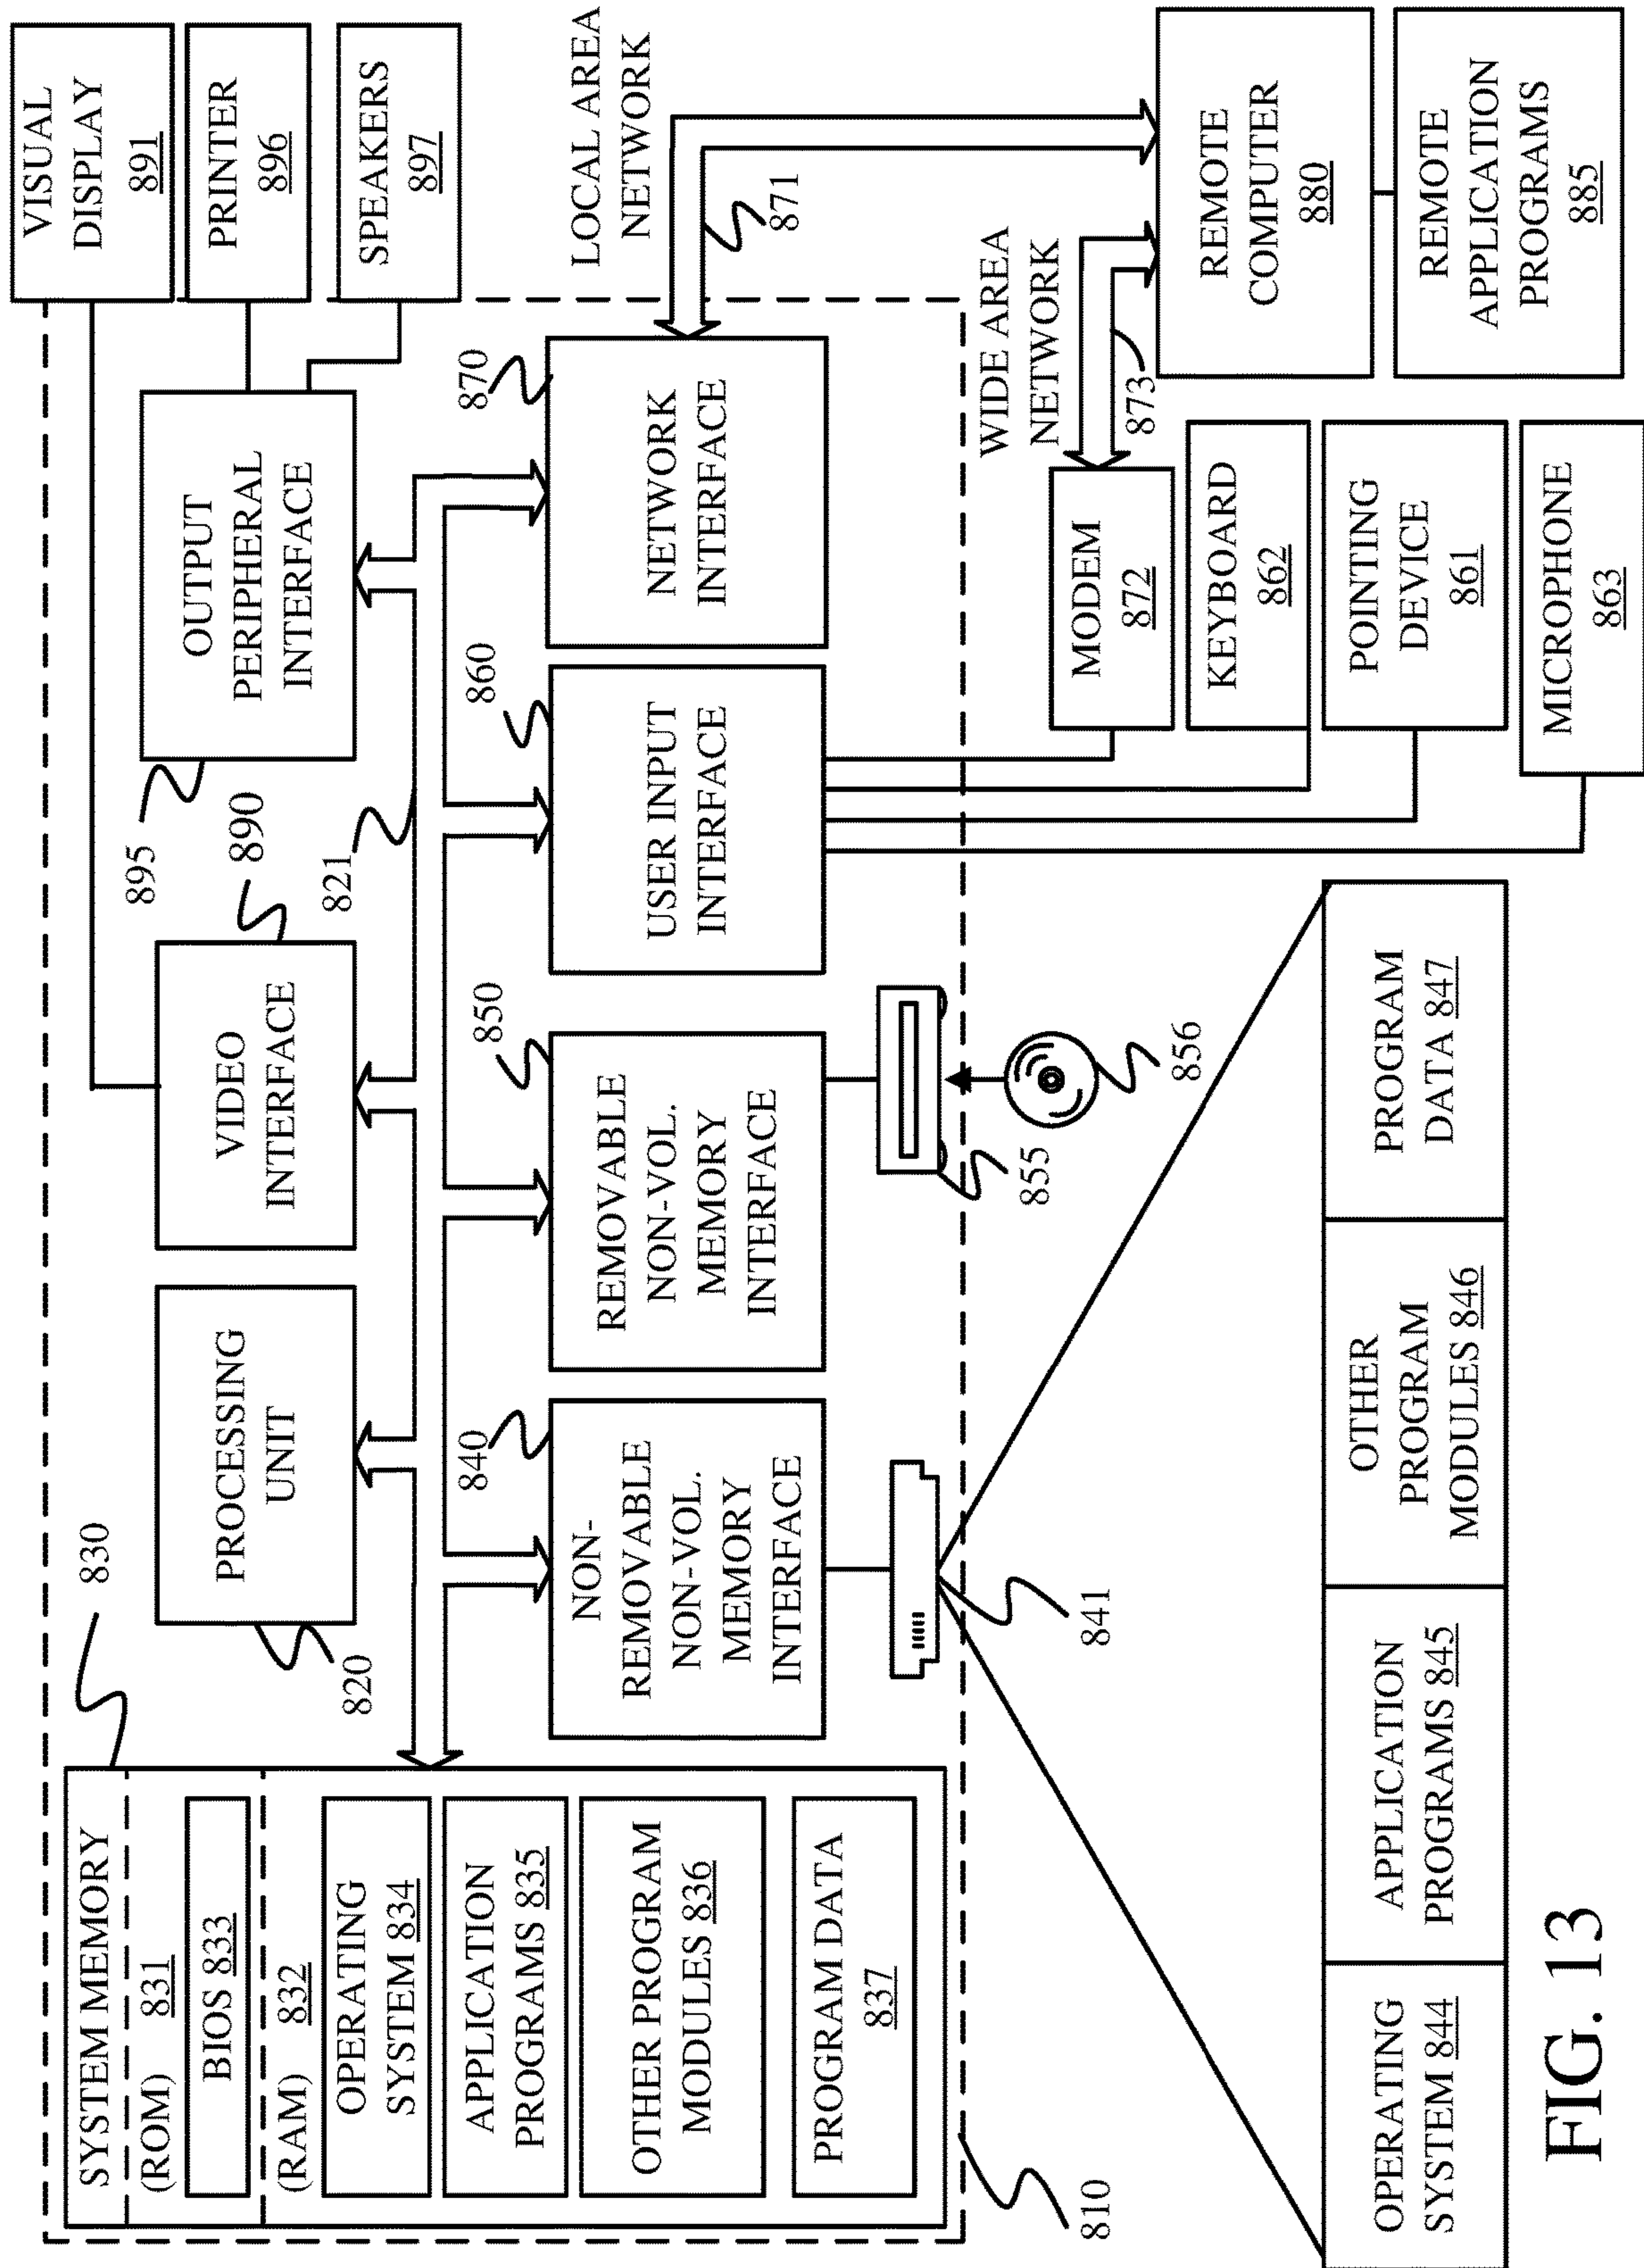 SYSTEM MEMORY
(ROM) 831
BIOS 833
(RAM) 832
OPERATING
SYSTEM 834
APPLICATION
PROGRAMS 835
OTHER PROGRAM
MODULES 836
PROGRAM DATA
837
830
820
PROCESSING
UNIT
VIDEO
INTERFACE
890
895
OUTPUT
PERIPHERAL
INTERFACE
821
VISUAL
DISPLAY
891
PRINTER
896
SPEAKERS
897
840
NON-
REMOVABLE
NON-VOL.
MEMORY
INTERFACE
850
REMOVABLE
NON-VOL.
MEMORY
INTERFACE
860
USER INPUT
INTERFACE
870
NETWORK
INTERFACE
LOCAL AREA
NETWORK
871
810
841
855
856
WIDE AREA
NETWORK
873
MODEM
872
KEYBOARD
862
POINTING
DEVICE
861
MICROPHONE
863
REMOTE
COMPUTER
880
REMOTE
APPLICATION
PROGRAMS
885
OPERATING
SYSTEM 844
APPLICATION
PROGRAMS 845
OTHER
PROGRAM
MODULES 846
PROGRAM
DATA 847
FIG. 13